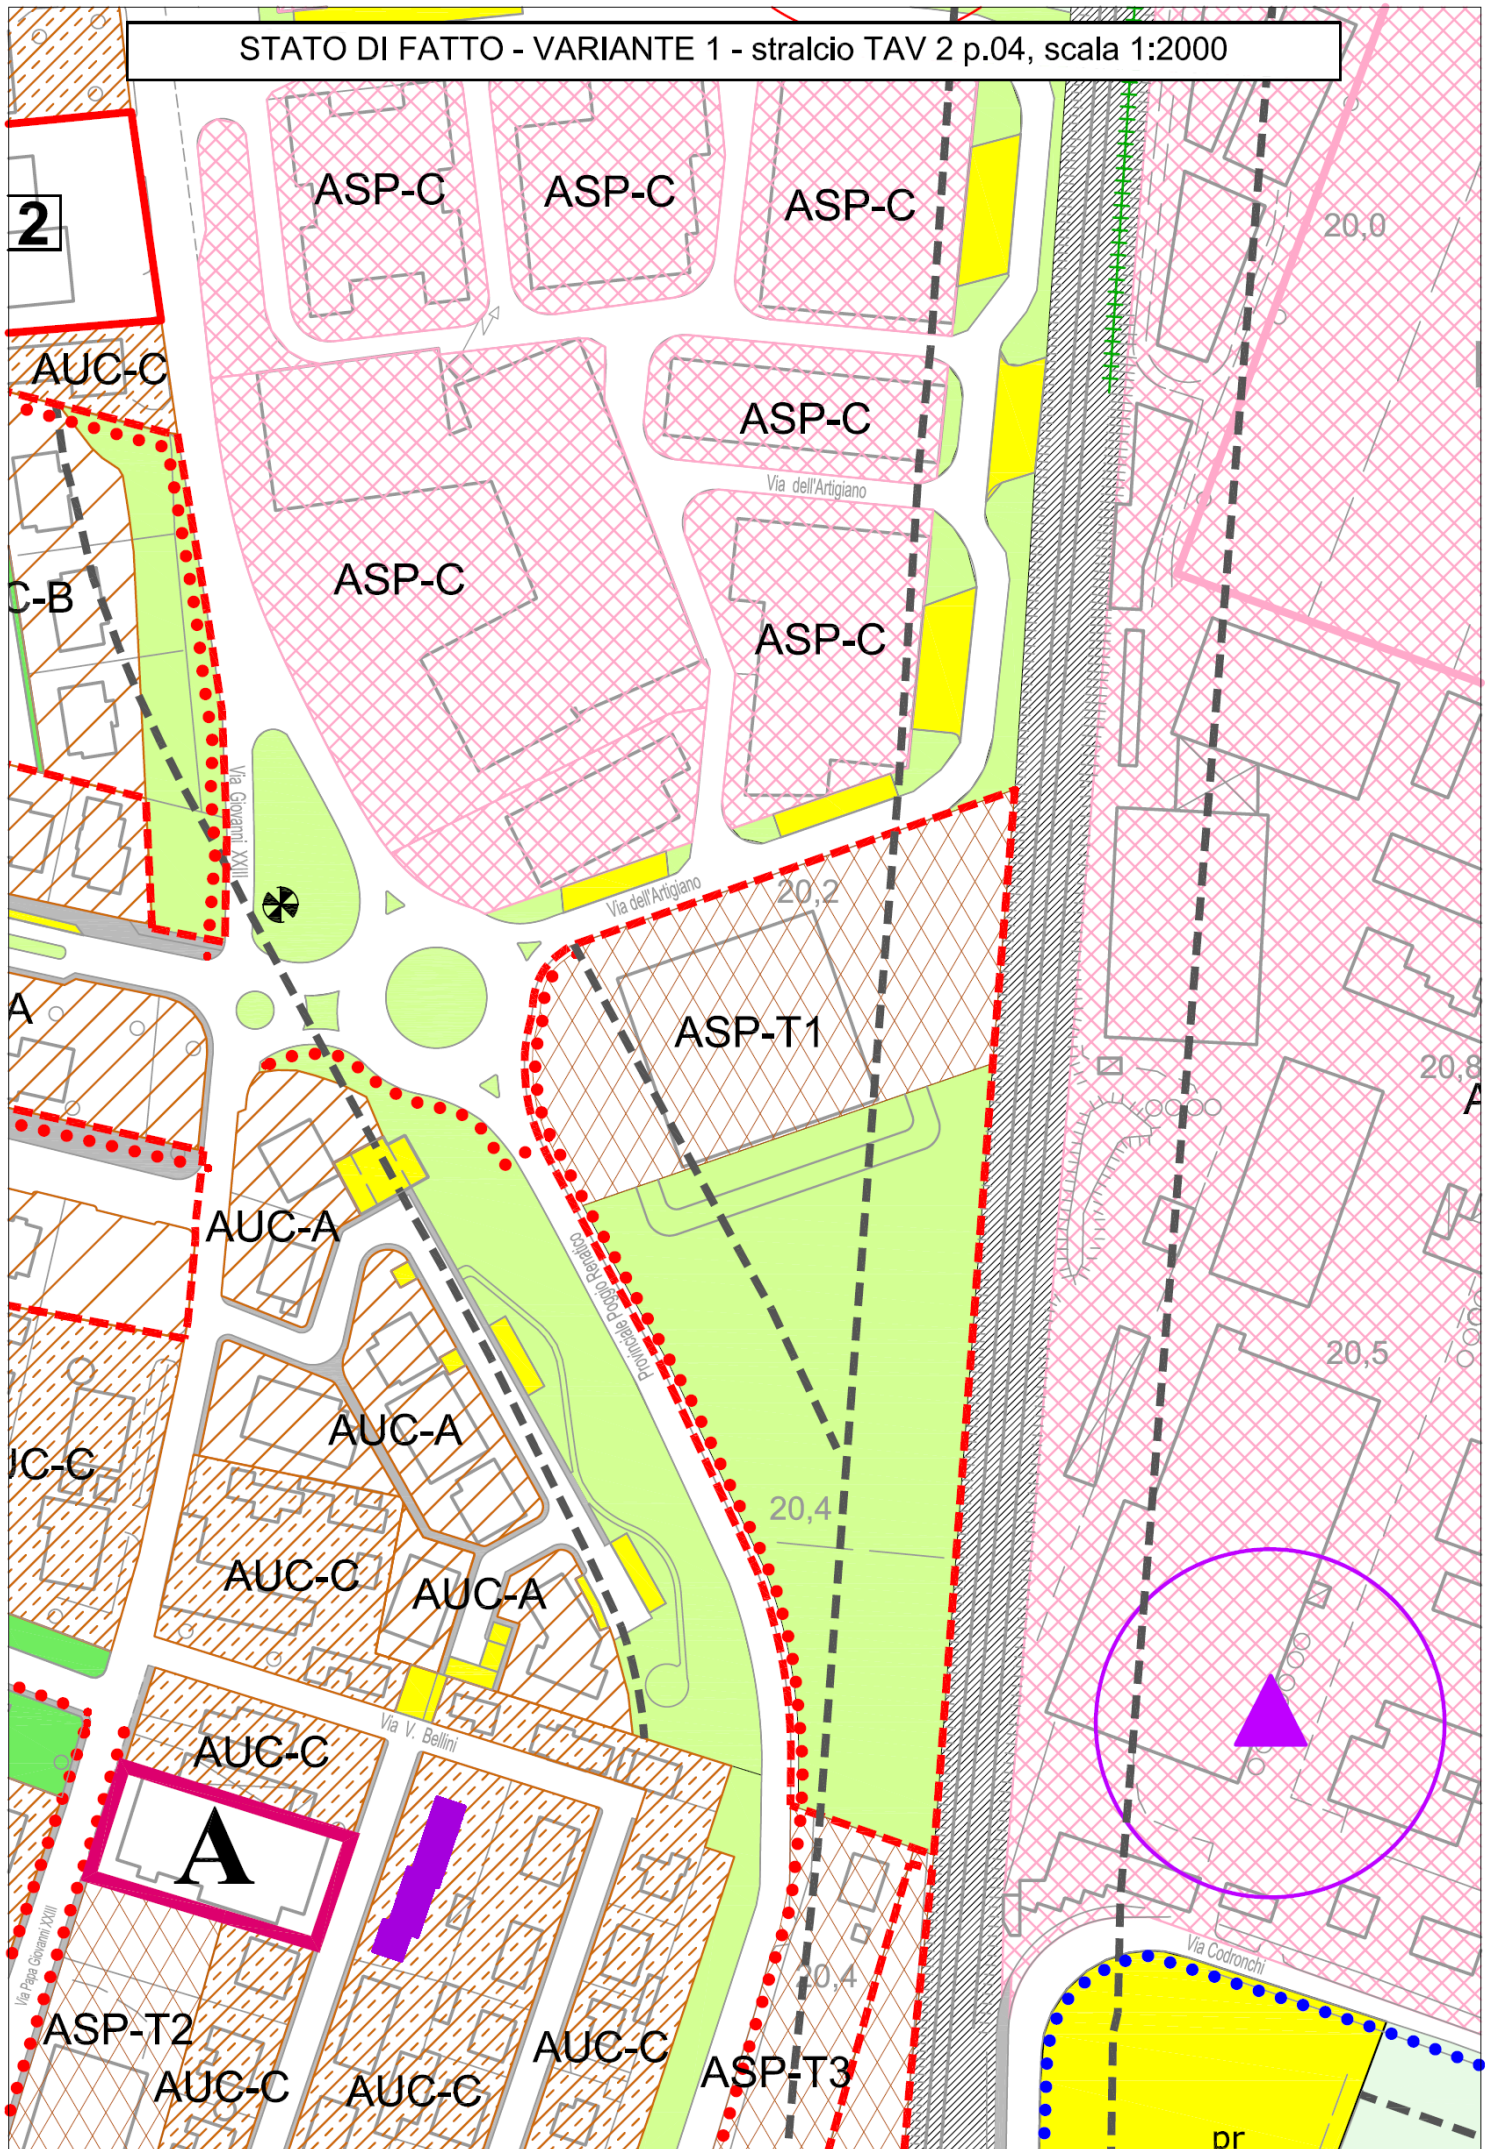 STATO DI FATTO - VARIANTE 1 - stralcio TAV 2 p.04, scala 1:2000
ASP-C
ASP-C
ASP-C
2
20,0
AUC-C
ASP-C
Via dell'Artigiano
ASP-C
C-B
ASP-C
Via Giovanni XXIII
Via dell'Artigiano
20,2
A
ASP-T1
20,8
A
AUC-A
Provinciale Poggio Renatico
20,5
AUC-A
UC-C
20,4
AUC-C
AUC-A
Via V. Bellini
AUC-C
A
Via Papa Giovanni XXIII
Via Codronchi
20,4
ASP-T2
AUC-C
ASP-T3
AUC-C
AUC-C
pr